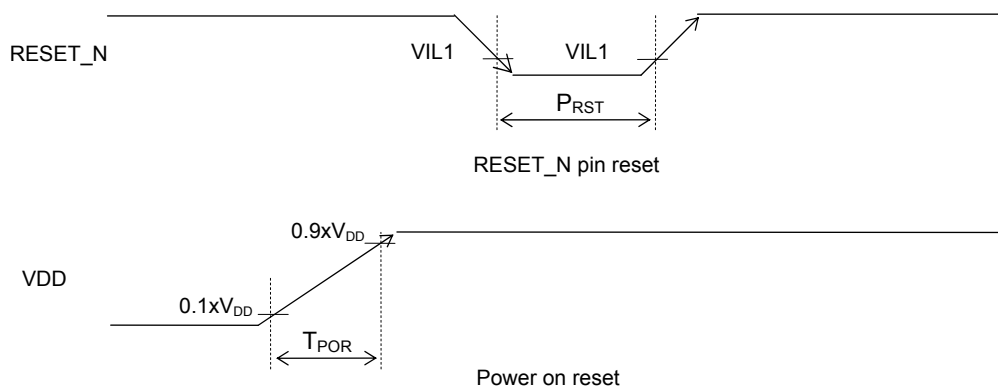 RESET_N
VIL1
VIL1
PRST
RESET_N pin reset
0.9xVDD
VDD
0.1xVDD
TPOR
Power on reset